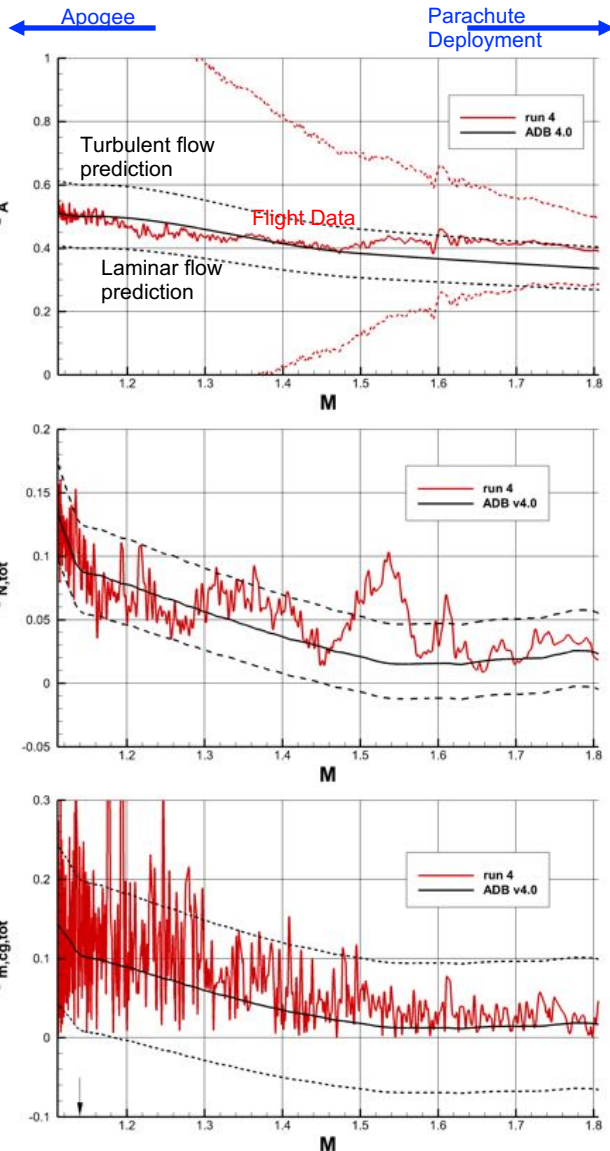 Apogee
Parachute
Deployment
1
0.8
0.6
0.4
0.2
0
A
run 4
ADB 4.0
Turbulent flow
prediction
Flight Data
Laminar flow
prediction
1.2 1.3 1.4 1.5 1.6 1.7 1.8
M
0.2
0.15
0.1
0.05
0
-0.05
N,tot
run 4
ADB v4.0
1.2 1.3 1.4 1.5 1.6 1.7 1.8
M
0.3
0.2
0.1
0
-0.1
m,cg,tot
run 4
ADB v4.0
1.2 1.3 1.4 1.5 1.6 1.7 1.8
M